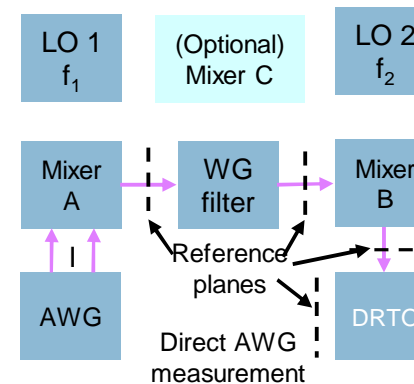 LO 1
f1
(Optional)
Mixer C
LO 2
f2
Mixer
A
WG
filter
Mixer
B
I
Reference
planes
AWG
DRTO
Direct AWG
measurement